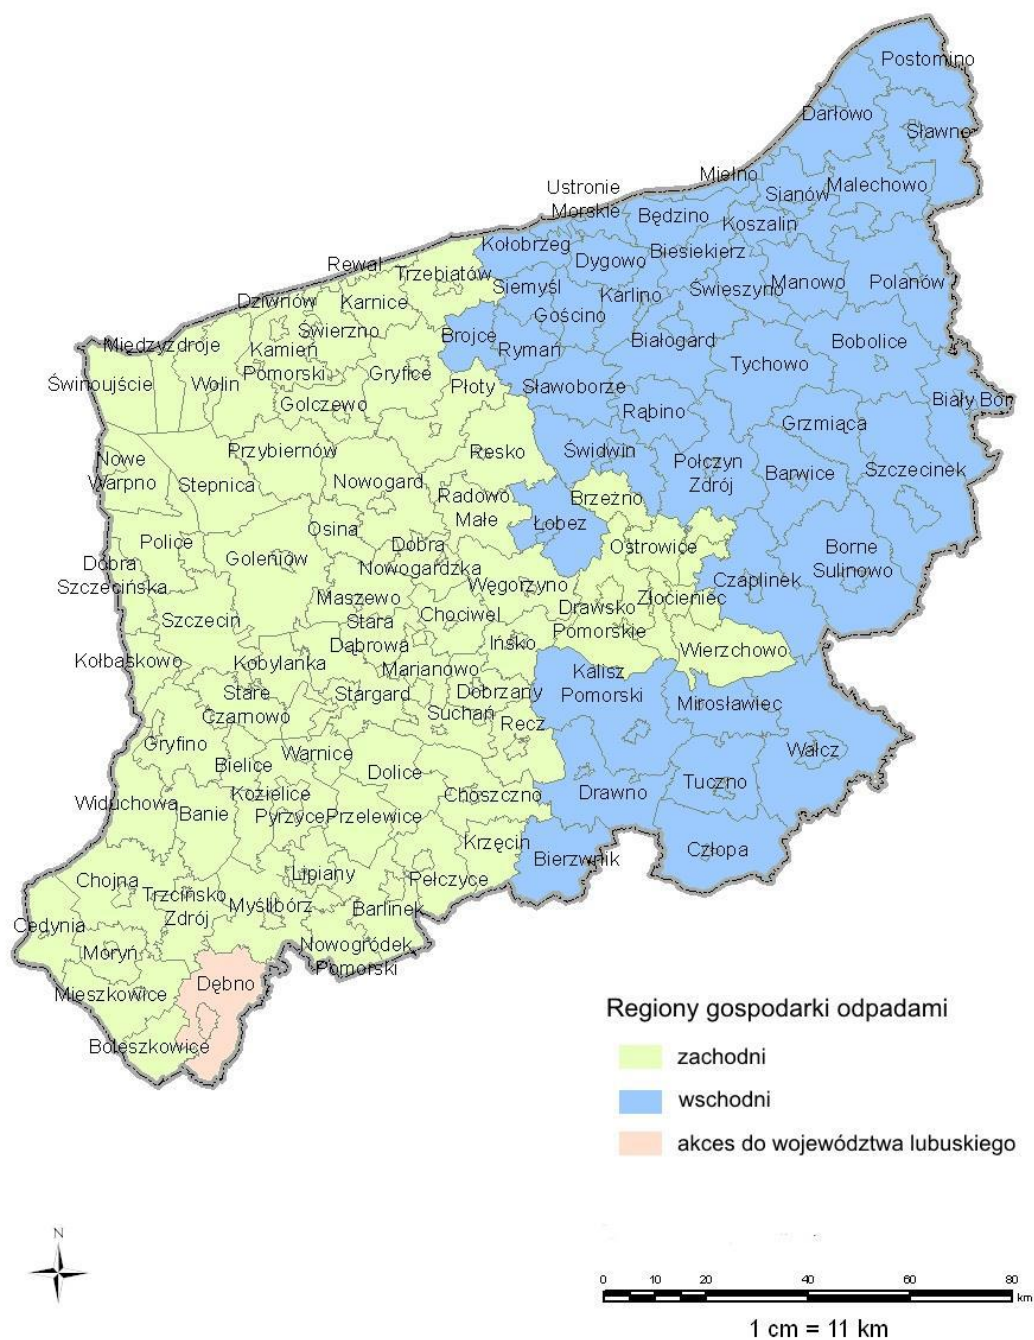 Postomino
Darłowo
Sławno
Mielno
Ustronie
Morskie
Sianów
Malechowo
Będzino
Koszalin
Kołobrzeg
Biesiekierz
Dygowo
Rewal
Trzebiatów
Siemyśl
Karlino
Świeszyno
Manowo
Polanów
Dziwnów
Karnice
Gościno
Świerzno
Brojce
Rymań
Białogard
Bobolice
Międzyzdroje
Kamień
Pomorski
Tychowo
Świnoujście
Wolin
Gryfice
Płoty
Sławoborze
Biały Bór
Golczewo
Rąbino
Grzmiąca
Przybiernów
Resko
Świdwin
Nowe
Warpno
Stepnica
Nowogard
Połczyn
Zdrój
Barwice
Szczecinek
Radowo
Małe
Brzeżno
Łobez
Osina
Police
Goleniów
Dobra
Nowogardzka
Ostrowice
Borne
Sulinowo
Dobra
Szczecińska
Węgorzyno
Czaplinek
Maszewo
Złocieniec
Szczecin
Stara
Dąbrowa
Chociwel
Drawsko
Pomorskie
Ińsko
Wierzchowo
Kołbaskowo
Kobylanka
Marianowo
Kalisz
Pomorski
Stare
Czarnowo
Stargard
Dobrzany
Suchań
Recz
Mirosławiec
Gryfino
Warnice
Wałcz
Bielice
Dolice
Tuczno
Widuchowa
Kozielice
Choszczno
Drawno
Banie
Pyrzyce
Przelewice
Krzęcin
Bierzwnik
Człopa
Chojna
Lipiany
Pełczyce
Trzcińsko
Zdrój
Myślibórz
Barlinek
Cedynia
Moryń
Nowogródek
Pomorski
Mieszkowice
Dębno
Boleszkowice
Regiony gospodarki odpadami
zachodni
wschodni
akces do województwa lubuskiego
N
0 10 20 40 60 80
km
1 cm = 11 km